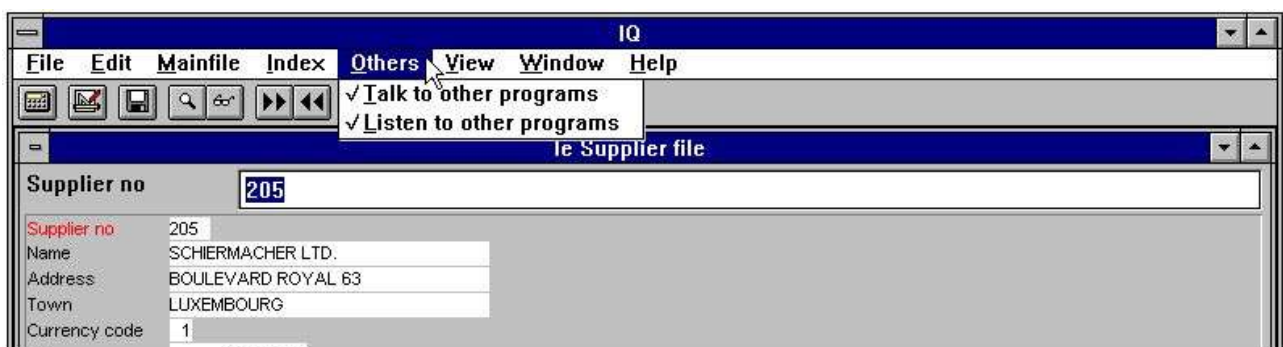 IQ
File Edit Mainfile Index Others View Window Help
√ Talk to other programs
√ Listen to other programs
le Supplier file
Supplier no 205
Supplier no 205
Name SCHIERMACHER LTD.
Address BOULEVARD ROYAL 63
Town LUXEMBOURG
Currency code 1